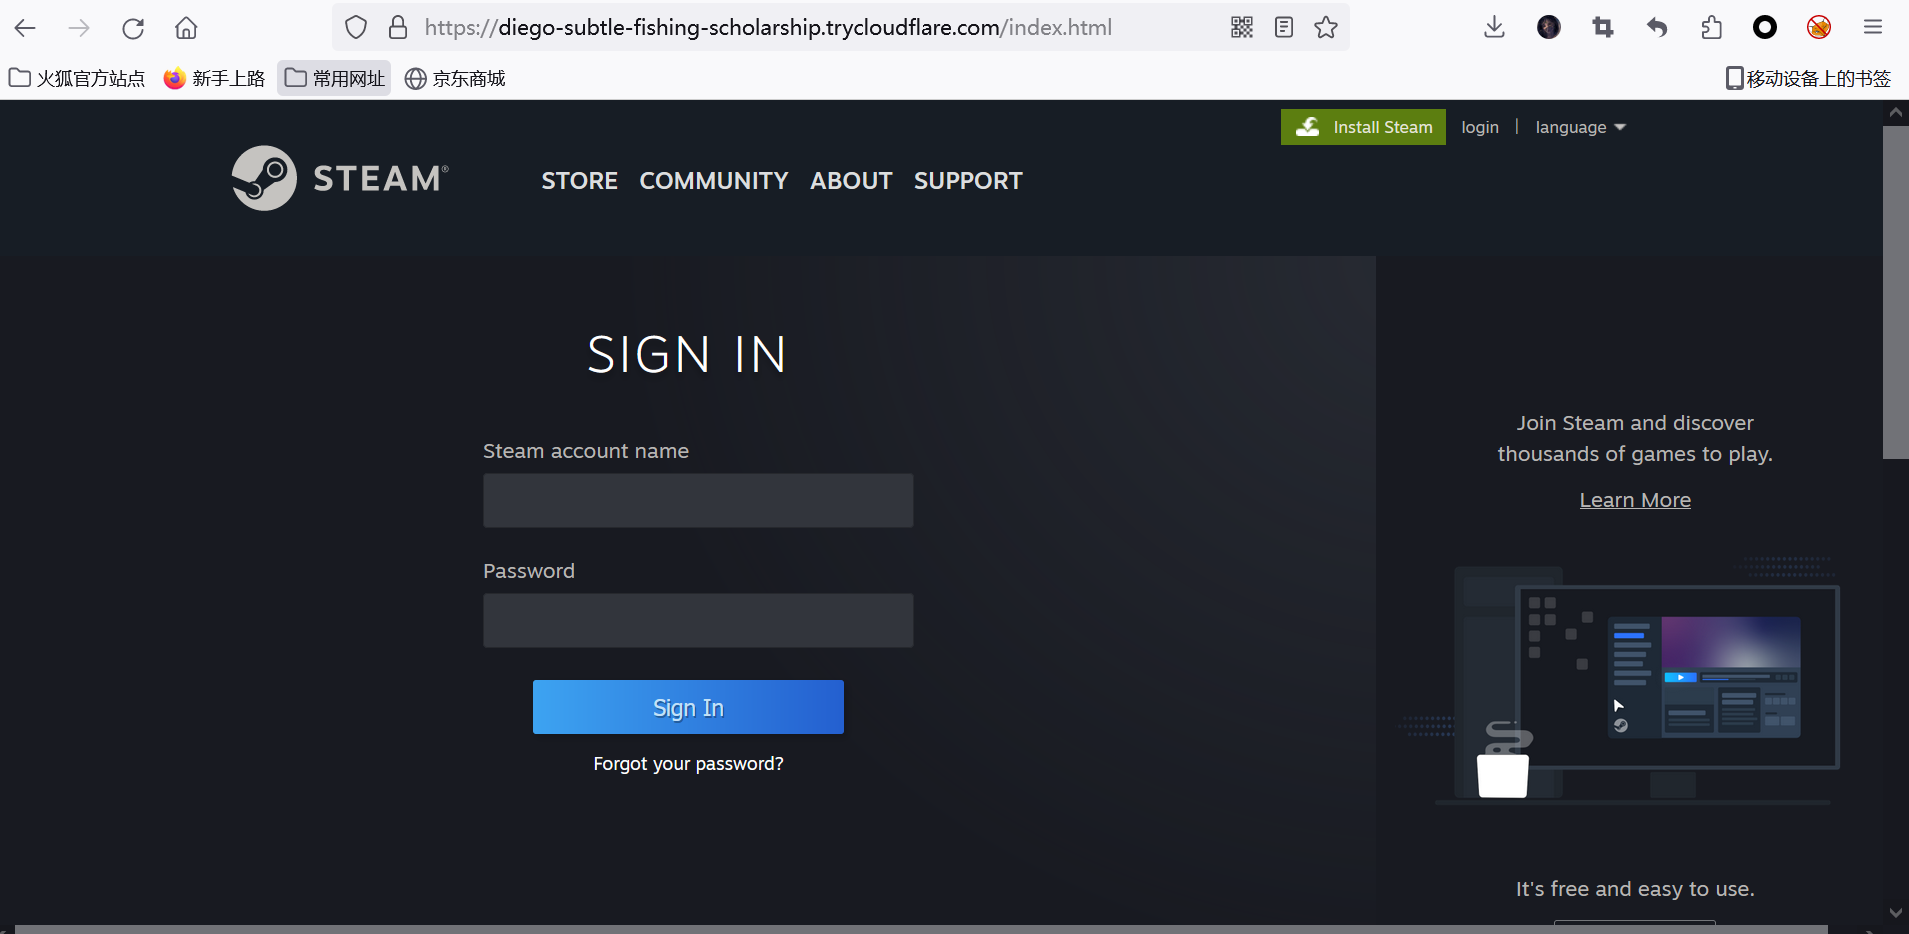 https://diego-subtle-fishing-scholarship.trycloudflare.com/index.html
火狐官方站点 新手上路 常用网址 京东商城 移动设备上的书签
Install Steam login | language
STEAM® STORE COMMUNITY ABOUT SUPPORT
SIGN IN
Steam account name
Password
Sign In
Forgot your password?
Join Steam and discover
thousands of games to play.
Learn More
It's free and easy to use.